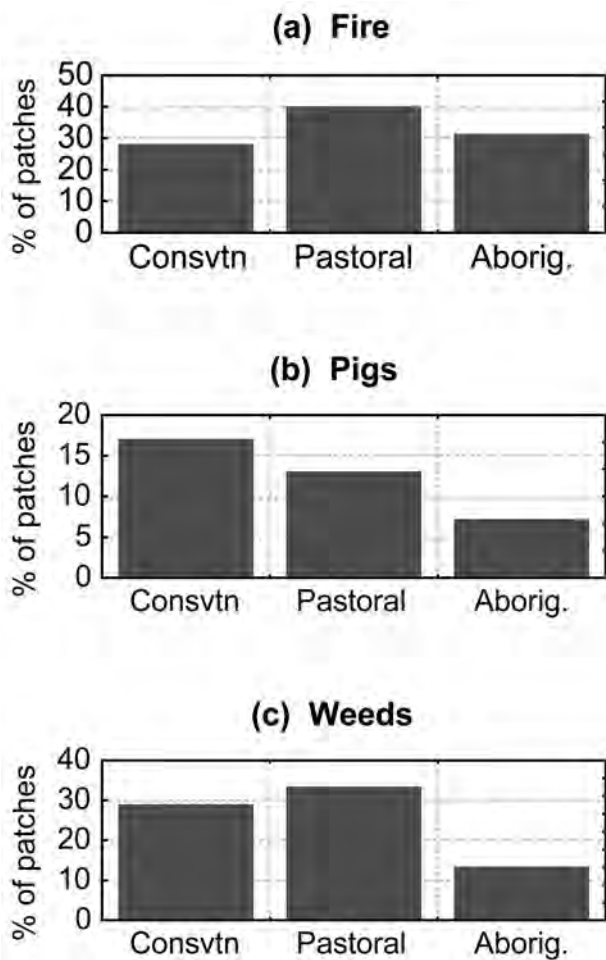 (a) Fire
% of patches
50
40
30
20
10
0
Consvtn Pastoral Aborig.
(b) Pigs
% of patches
20
15
10
5
0
Consvtn Pastoral Aborig.
(c) Weeds
% of patches
40
30
20
10
0
Consvtn Pastoral Aborig.